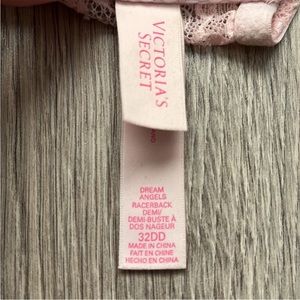 VICTORIA'S
SECRET
DREAM
ANGELS
RACERBACK
DEMI/
DEMI-BUSTE À
DOS NAGEUR
32DD
MADE IN CHINA
FAIT EN CHINE
HECHO EN CHINA